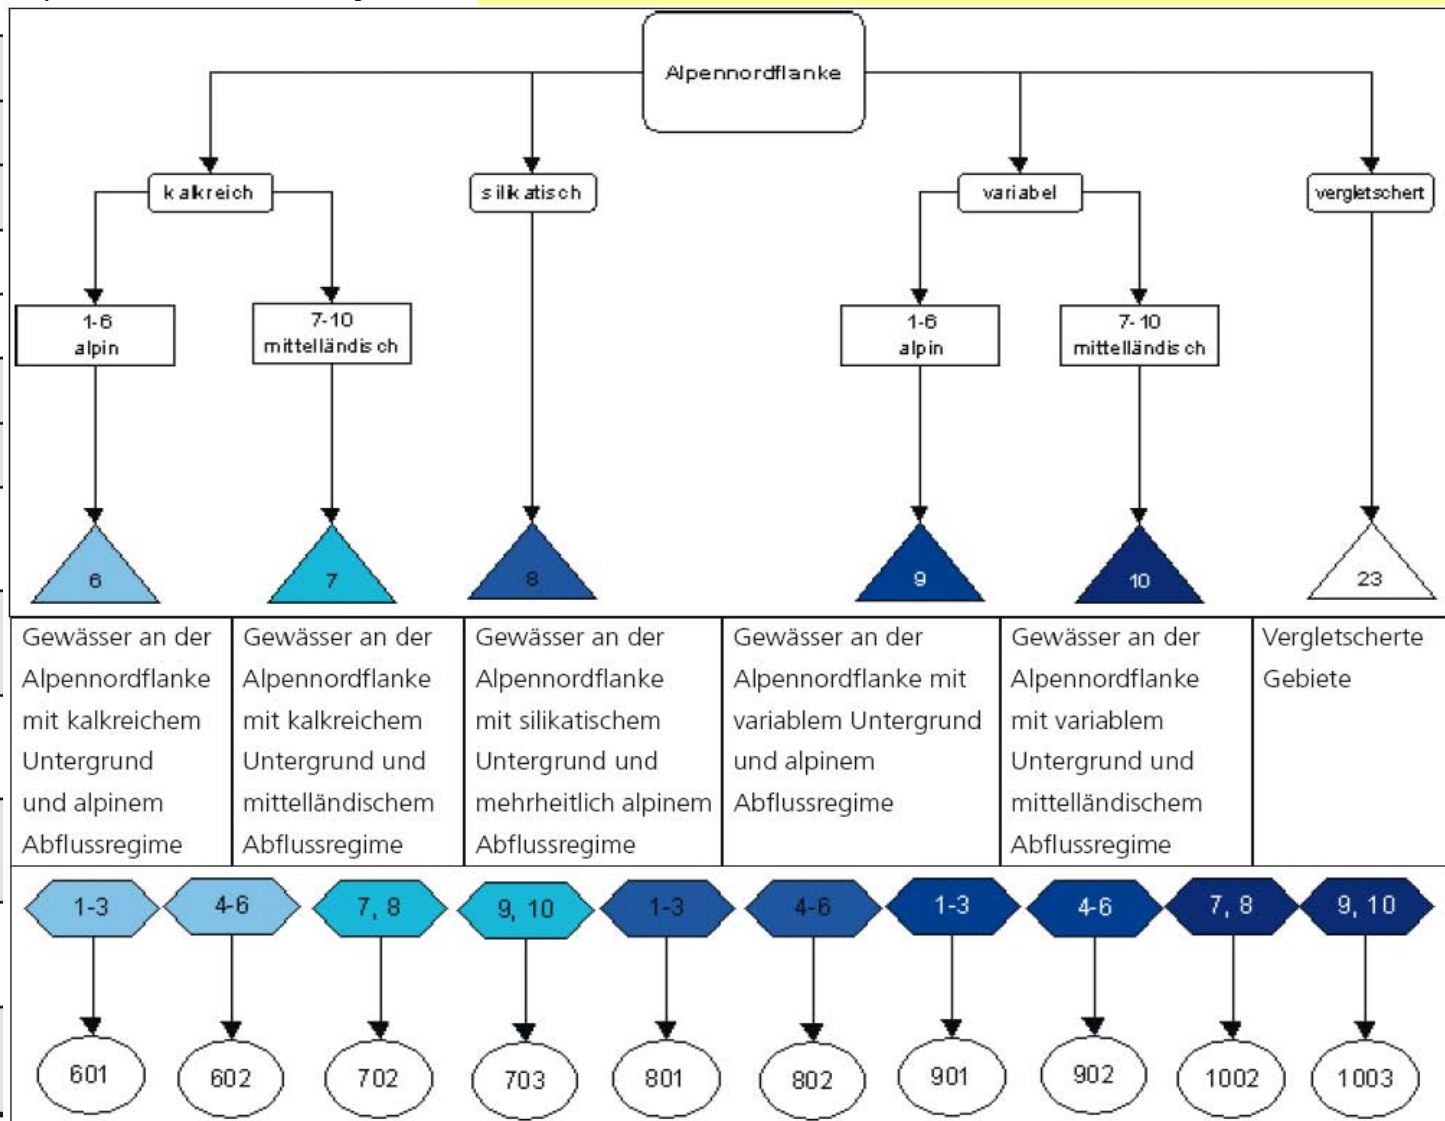 Alpennordflanke
kalkreich
silikatisch
variabel
vergletschert
1-6
alpin
7-10
mittelländisch
1-6
alpin
7-10
mittelländisch
6
7
8
9
10
23
Gewässer an der
Alpennordflanke
mit kalkreichem
Untergrund
und alpinem
Abflussregime
Gewässer an der
Alpennordflanke
mit kalkreichem
Untergrund und
mittelländischem
Abflussregime
Gewässer an der
Alpennordflanke
mit silikatischem
Untergrund und
mehrheitlich alpinem
Abflussregime
Gewässer an der
Alpennordflanke mit
variablem Untergrund
und alpinem
Abflussregime
Gewässer an der
Alpennordflanke
mit variablem
Untergrund und
mittelländischem
Abflussregime
Vergletscherte
Gebiete
1-3
4-6
7, 8
9, 10
1-3
4-6
1-3
4-6
7, 8
9, 10
601
602
702
703
801
802
901
902
1002
1003